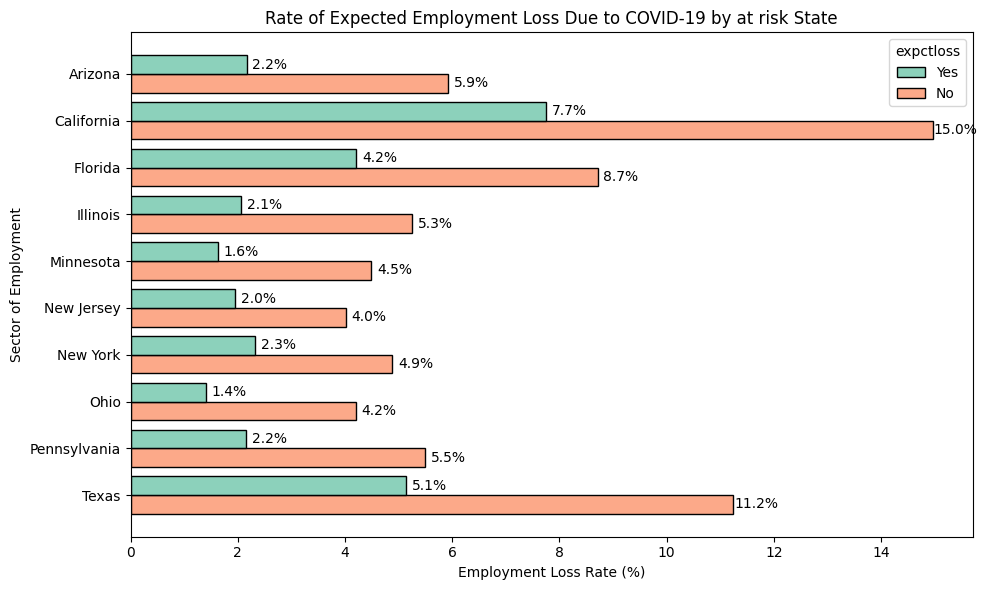 Rate of Expected Employment Loss Due to COVID-19 by at risk State
expctloss
Yes
No
Sector of Employment
Arizona
2.2%
5.9%
California
7.7%
15.0%
Florida
4.2%
8.7%
Illinois
2.1%
5.3%
Minnesota
1.6%
4.5%
New Jersey
2.0%
4.0%
New York
2.3%
4.9%
Ohio
1.4%
4.2%
Pennsylvania
2.2%
5.5%
Texas
5.1%
11.2%
0 2 4 6 8 10 12 14
Employment Loss Rate (%)